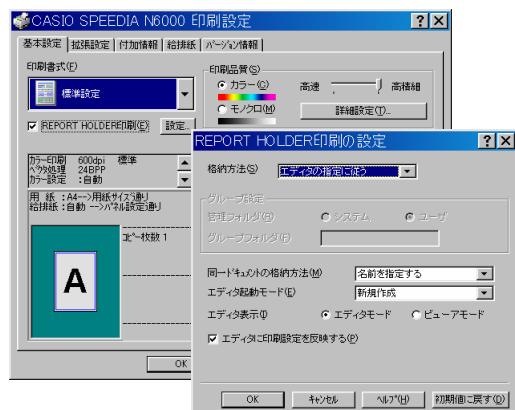 CASIO SPEEDIA N6000 印刷設定
基本設定 拡張設定 付加情報 給排紙 バージョン情報
印刷書式(F)
標準設定
REPORT HOLDER印刷(E) 設定...
カラー印刷 600dpi 標準
ベタ処理 24BPP
カラー設定 :自動
用 紙 :A4-->用紙サイズ通り
給排紙 :自動 -->パネル設定通り
コピー枚数 1
A
印刷品質(S)
カラー(C)
モノクロ(M)
高速 高精細
詳細設定(T)...
OK
REPORT HOLDER印刷の設定
格納方法(S) エディタの指定に従う
グループ設定
管理フォルダ(R) システム ユーザ
グループフォルダ(F)
同一ドキュメントの格納方法(M) 名前を指定する
エディタ起動モード(E) 新規作成
エディタ表示(I) エディタモード ビューアモード
エディタに印刷設定を反映する(P)
OK キャンセル ヘルプ(H) 初期値に戻す(D)